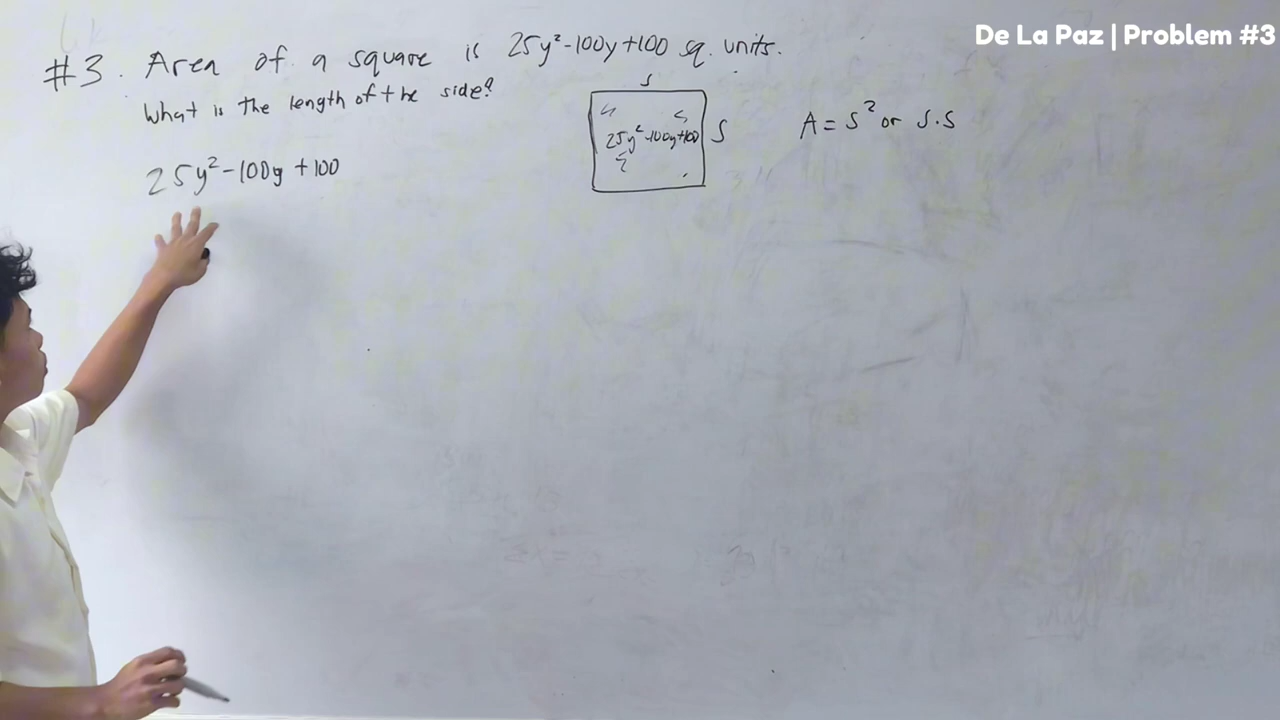 De La Paz | Problem #3
#3. Area of a square is 25y²-100y+100 sq. units.
What is the length of the side?
S
25y²-100y+100
S
A = S² or S.S
25y²-100y+100